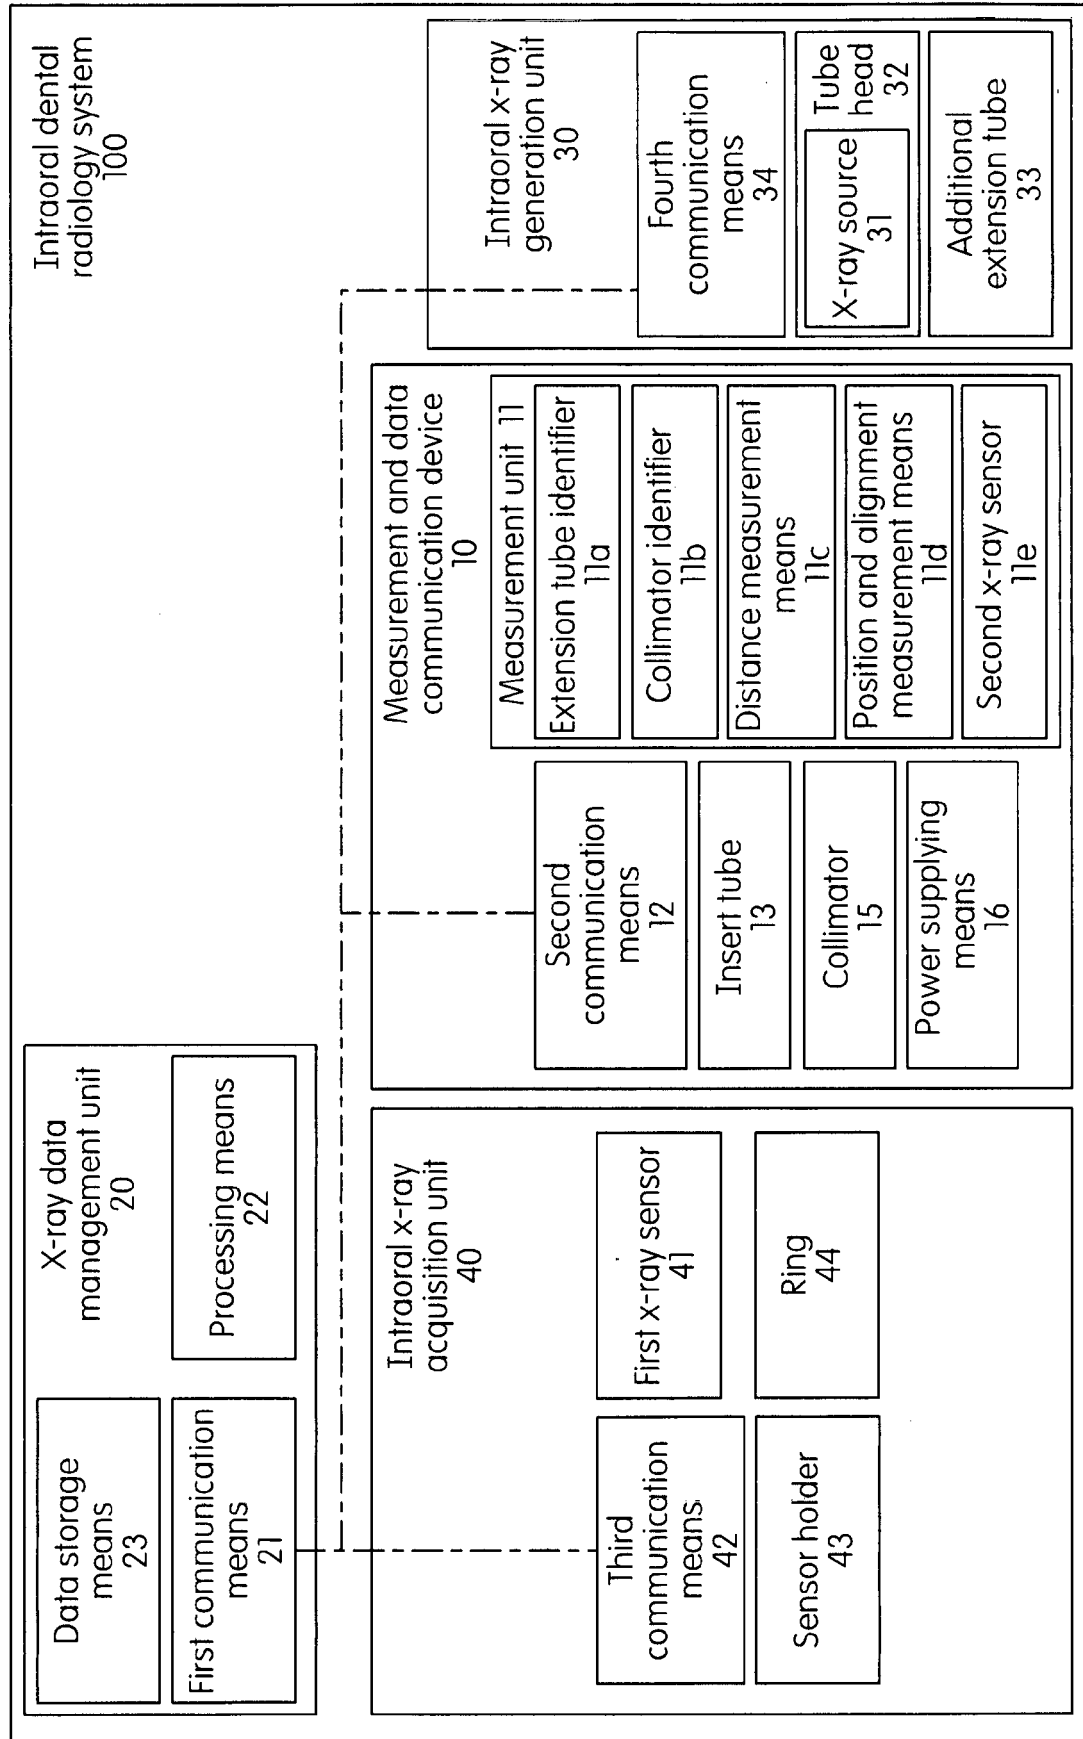 Intraoral dental
radiology system
100
X-ray data
management unit
20
Data storage
means
23
First communication
means
21
Processing means
22
Intraoral x-ray
acquisition unit
40
Third
communication
means
42
First x-ray sensor
41
Sensor holder
43
Ring
44
Measurement and data
communication device
10
Second
communication
means
12
Insert tube
13
Collimator
15
Power supplying
means
16
Measurement unit 11
Extension tube identifier
11a
Collimator identifier
11b
Distance measurement
means
11c
Position and alignment
measurement means
11d
Second x-ray sensor
11e
Intraoral x-ray
generation unit
30
Fourth
communication
means
34
Tube
head
32
X-ray source
31
Additional
extension tube
33